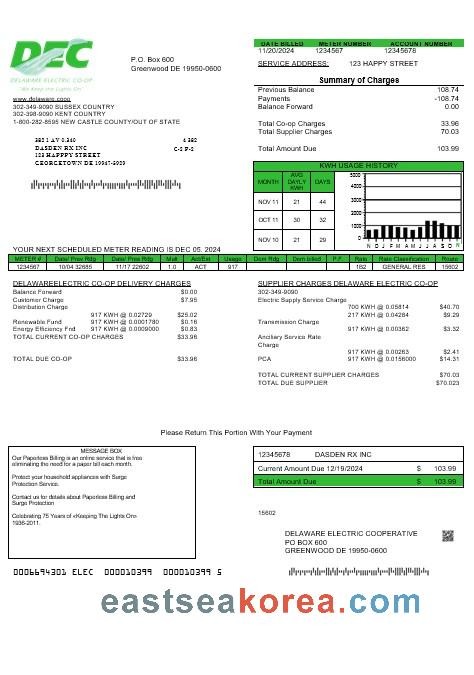 DEC
DELAWARE ELECTRIC CO-OP
"We Keep the Lights On"
P.O. Box 600
Greenwood DE 19950-0600
DATE BILLED METER NUMBER ACCOUNT NUMBER
11/20/2024 1234567 12345678
SERVICE ADDRESS: 123 HAPPY STREET
www.delaware.coop
302-349-9090 SUSSEX COUNTRY
302-398-9090 KENT COUNTRY
1-800-282-8595 NEW CASTLE COUNTY/OUT OF STATE
Summary of Charges
Previous Balance 108.74
Payments -108.74
Balance Forward 0.00
Total Co-op Charges 33.96
Total Supplier Charges 70.03
Total Amount Due 103.99
382 1 AV 0.340 4 382
DASDEN RX INC C-2 P-2
123 HAPPPY STREET
GEORGETOWN DE 19947-9529
KWH USAGE HISTORY
MONTH AVG DAYLY KWH DAYS
NOV 11 21 44
OCT 11 30 32
NOV 10 21 29
5000
4000
3000
2000
1000
0
N D J F M A M J J A S O N
YOUR NEXT SCHEDULED METER READING IS DEC 05. 2024
METER # Date/ Prev Rdg Date/ Prev Rdg Mult Act/Est Usage Dem Rdg Dem billed P.F. Rate Rate Classification Route
1234567 10/04 32685 11/17 22602 1.0 ACT 917 1B2 GENERAL RES 15602
DELAWAREELECTRIC CO-OP DELIVERY CHARGES
Balance Forward $0.00
Customer Charge $7.95
Distribution Charge
917 KWH @ 0.02729 $25.02
Renewable Fund 917 KWH @ 0.0001780 $0.16
Energy Efficiency Fnd 917 KWH @ 0.0009000 $0.83
TOTAL CURRENT CO-OP CHARGES $33.96
TOTAL DUE CO-OP $33.96
SUPPLIER CHARGES DELAWARE ELECTRIC CO-OP
302-349-9090
Electric Supply Service Charge
700 KWH @ 0.05814 $40.70
217 KWH @ 0.04284 $9.29
Transmission Charge
917 KWH @ 0.00362 $3.32
Ancillary Service Rate
Charge
917 KWH @ 0.00263 $2.41
PCA 917 KWH @ 0.0156000 $14.31
TOTAL CURRENT SUPPLIER CHARGES $70.03
TOTAL DUE SUPPLIER $70.023
Please Return This Portion With Your Payment
MESSAGE BOX
Our Paperless Billing is an online service that is free
eliminating the need for a paper bill each month.
Protect your household appliances with Surge
Protection Service.
Contact us for details about Paperless Billing and
Surge Protection
Celebrating 75 Years of «Keeping The Lights On»
1936-2011.
12345678 DASDEN RX INC
Current Amount Due 12/19/2024 $ 103.99
Total Amount Due $ 103.99
15602
DELAWARE ELECTRIC COOPERATIVE
PO BOX 600
GREENWOOD DE 19950-0600
0006694301 ELEC 000010399 000010399 5
eastseakorea.com